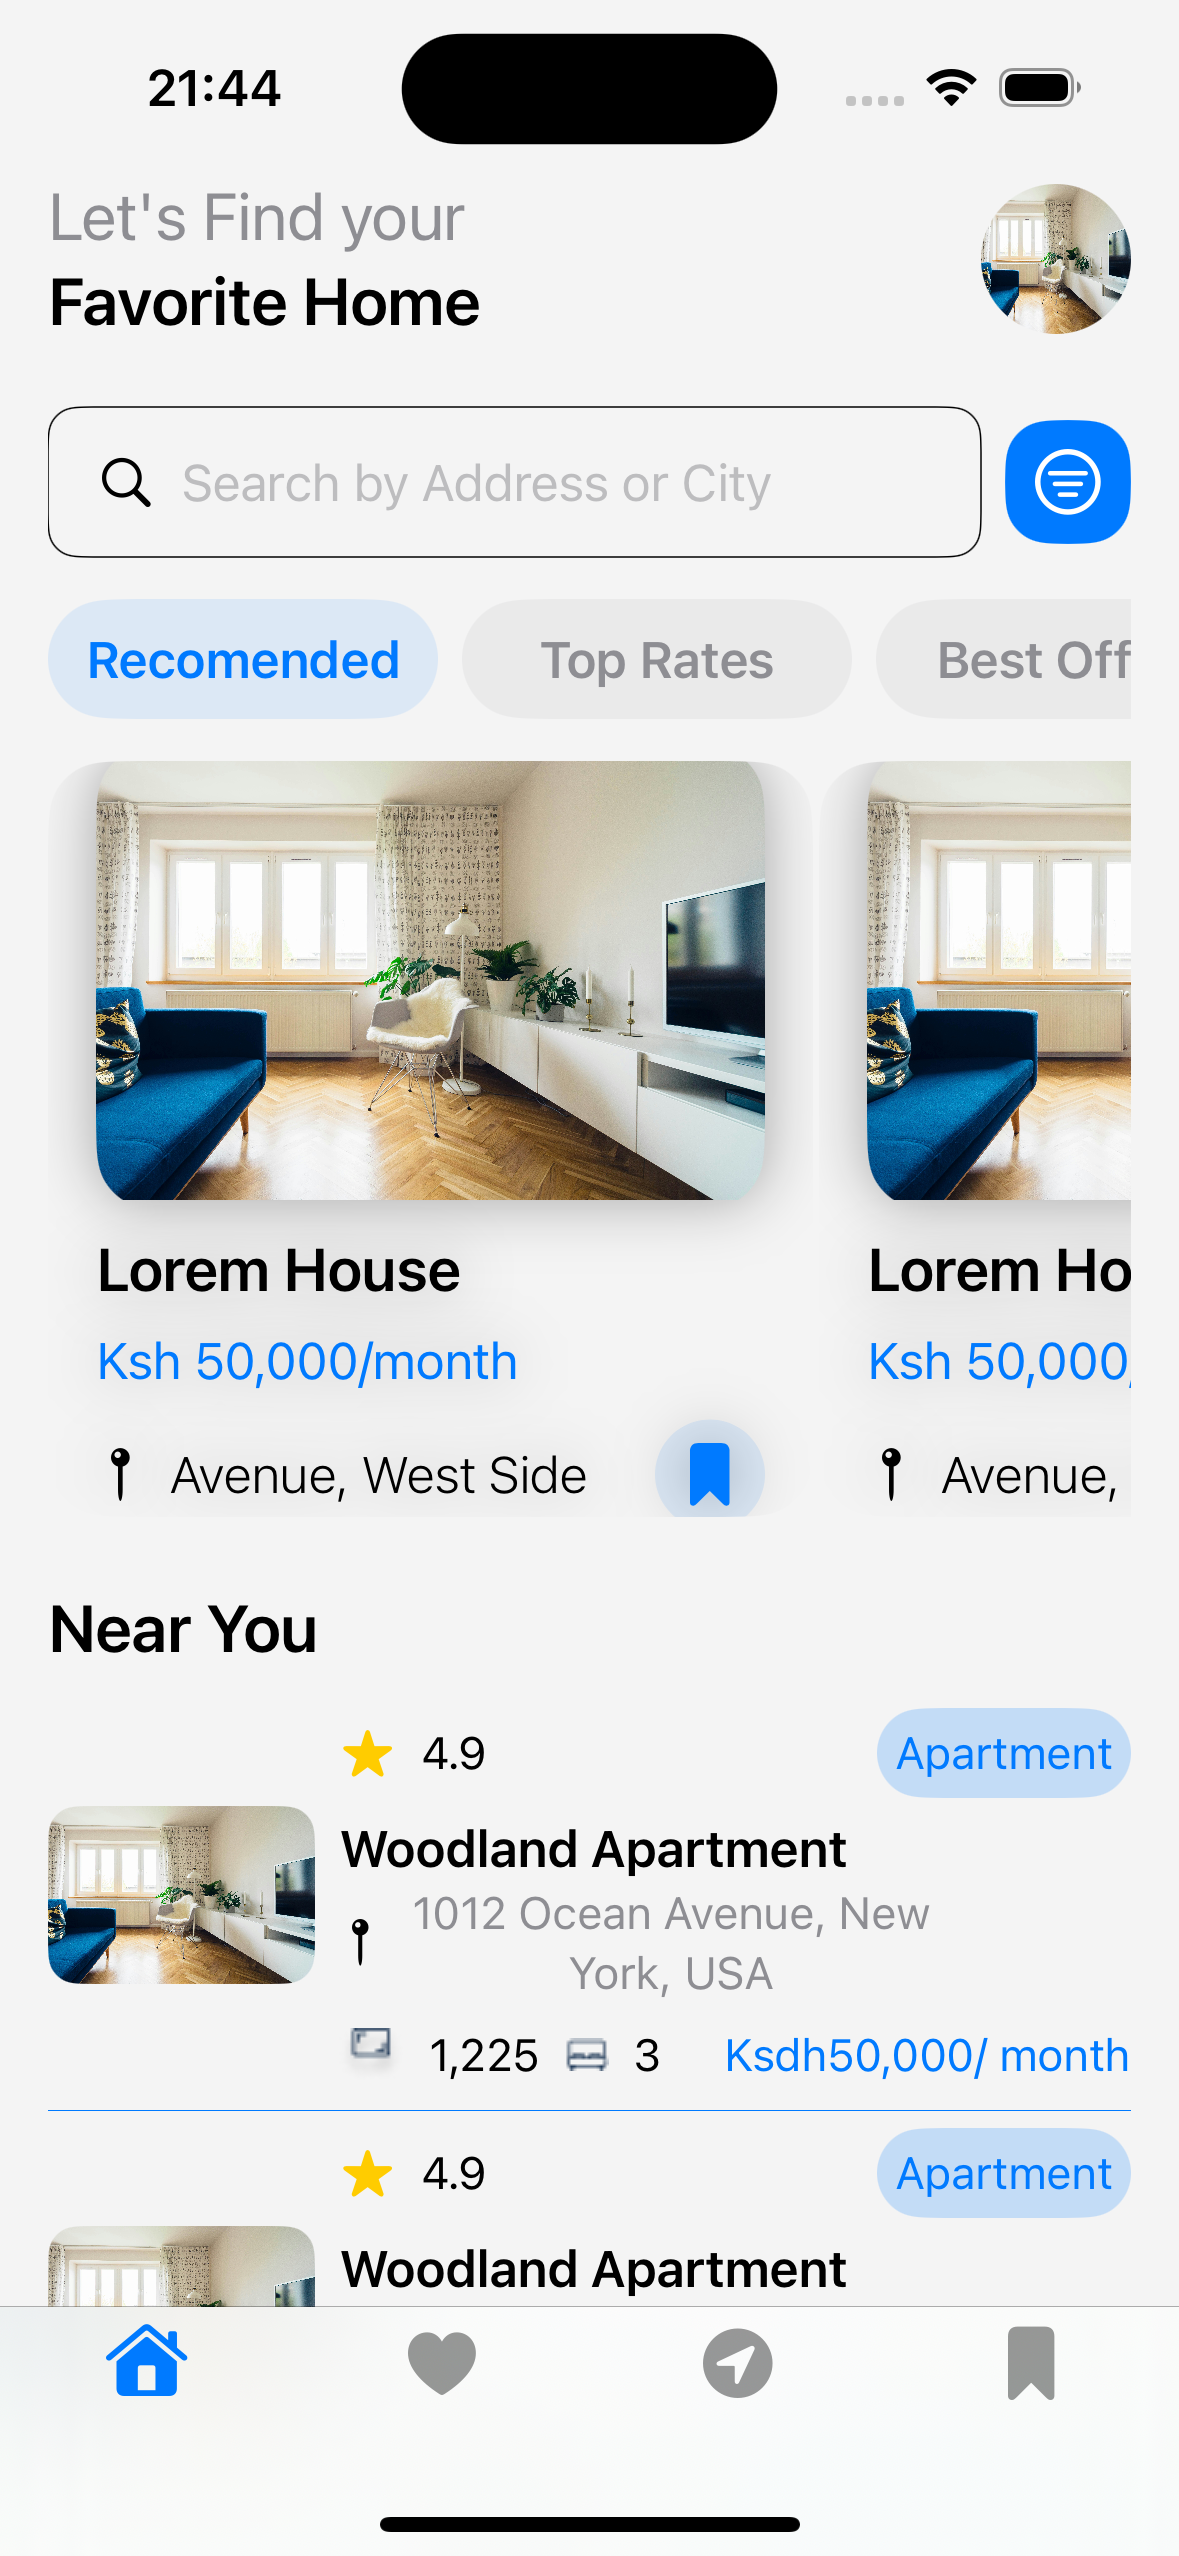 21:44
Let's Find your
Favorite Home
Search by Address or City
Recomended
Top Rates
Best Off
Lorem House
Lorem Ho
Ksh 50,000/month
Ksh 50,000/
Avenue, West Side
Avenue,
Near You
4.9
Apartment
Woodland Apartment
1012 Ocean Avenue, New
York, USA
1,225
3
Ksdh50,000/ month
4.9
Apartment
Woodland Apartment